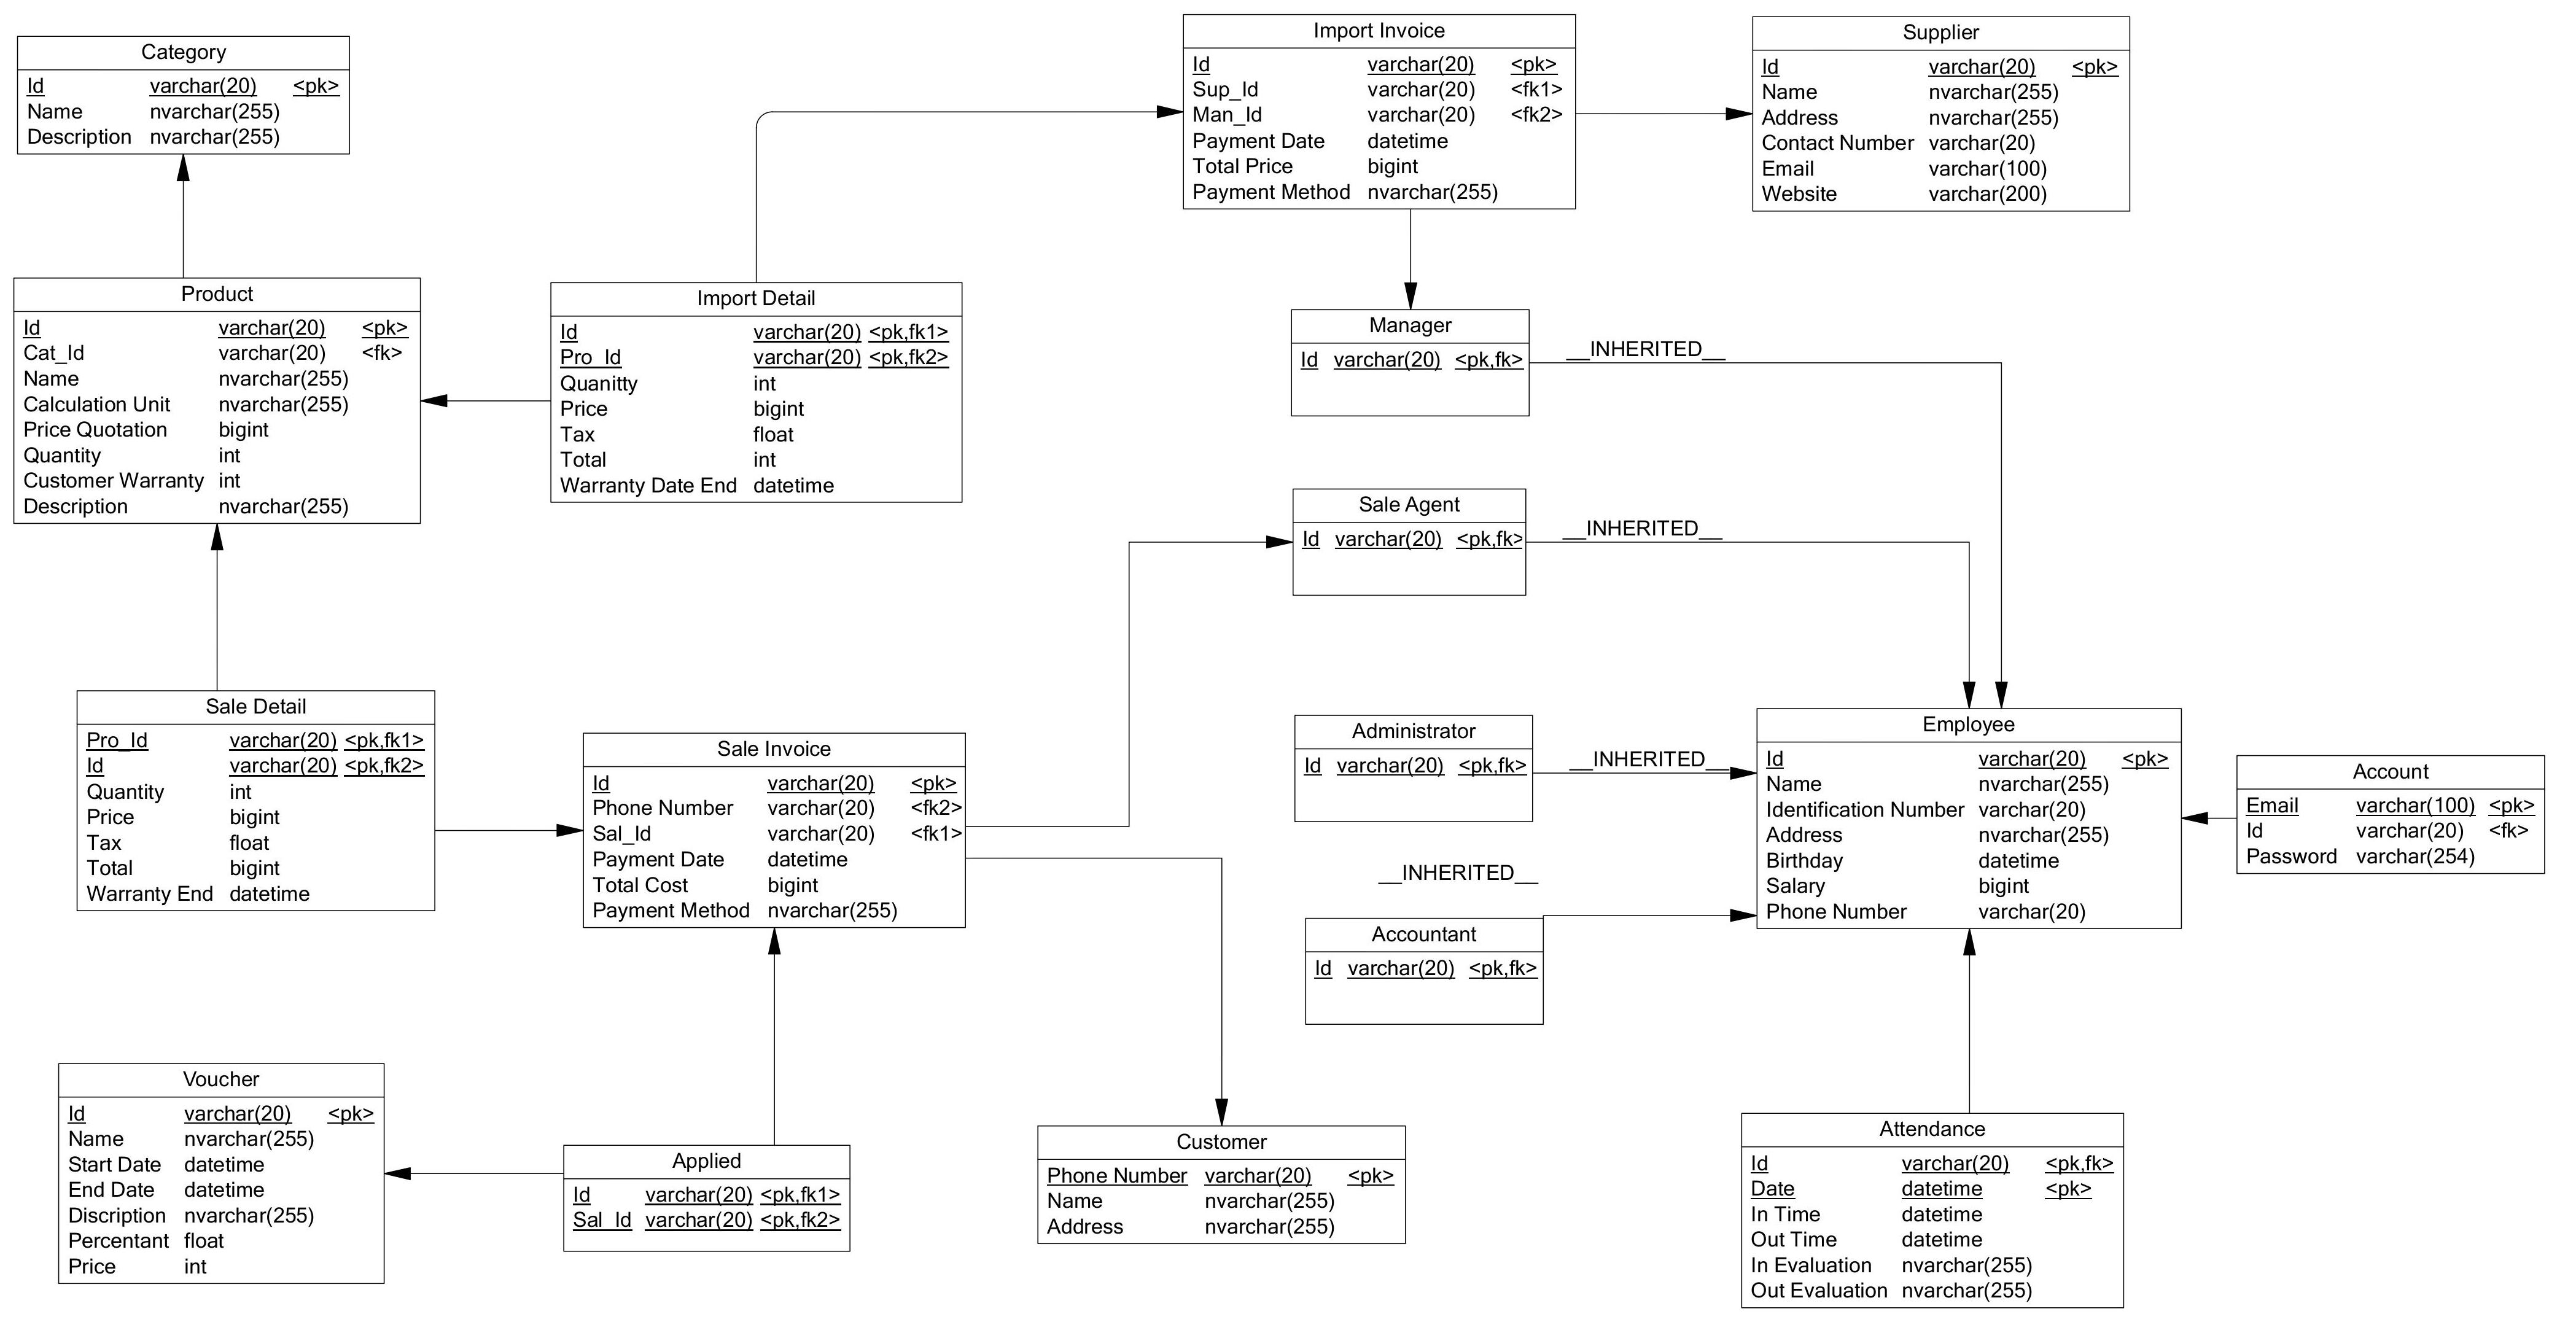 Category
Id varchar(20) <pk>
Name nvarchar(255)
Description nvarchar(255)
Import Invoice
Id varchar(20) <pk>
Sup_Id varchar(20) <fk1>
Man_Id varchar(20) <fk2>
Payment Date datetime
Total Price bigint
Payment Method nvarchar(255)
Supplier
Id varchar(20) <pk>
Name nvarchar(255)
Address nvarchar(255)
Contact Number varchar(20)
Email varchar(100)
Website varchar(200)
Product
Id varchar(20) <pk>
Cat_Id varchar(20) <fk>
Name nvarchar(255)
Calculation Unit nvarchar(255)
Price Quotation bigint
Quantity int
Customer Warranty int
Description nvarchar(255)
Import Detail
Id varchar(20) <pk,fk1>
Pro_Id varchar(20) <pk,fk2>
Quanitty int
Price bigint
Tax float
Total int
Warranty Date End datetime
Manager
Id varchar(20) <pk,fk>
__INHERITED__
Sale Agent
Id varchar(20) <pk,fk>
__INHERITED__
Sale Detail
Pro_Id varchar(20) <pk,fk1>
Id varchar(20) <pk,fk2>
Quantity int
Price bigint
Tax float
Total bigint
Warranty End datetime
Sale Invoice
Id varchar(20) <pk>
Phone Number varchar(20) <fk2>
Sal_Id varchar(20) <fk1>
Payment Date datetime
Total Cost bigint
Payment Method nvarchar(255)
Administrator
Id varchar(20) <pk,fk>
__INHERITED__
Employee
Id varchar(20) <pk>
Name nvarchar(255)
Identification Number varchar(20)
Address nvarchar(255)
Birthday datetime
Salary bigint
Phone Number varchar(20)
Account
Email varchar(100) <pk>
Id varchar(20) <fk>
Password varchar(254)
__INHERITED__
Accountant
Id varchar(20) <pk,fk>
Voucher
Id varchar(20) <pk>
Name nvarchar(255)
Start Date datetime
End Date datetime
Discription nvarchar(255)
Percentant float
Price int
Applied
Id varchar(20) <pk,fk1>
Sal_Id varchar(20) <pk,fk2>
Customer
Phone Number varchar(20) <pk>
Name nvarchar(255)
Address nvarchar(255)
Attendance
Id varchar(20) <pk,fk>
Date datetime <pk>
In Time datetime
Out Time datetime
In Evaluation nvarchar(255)
Out Evaluation nvarchar(255)